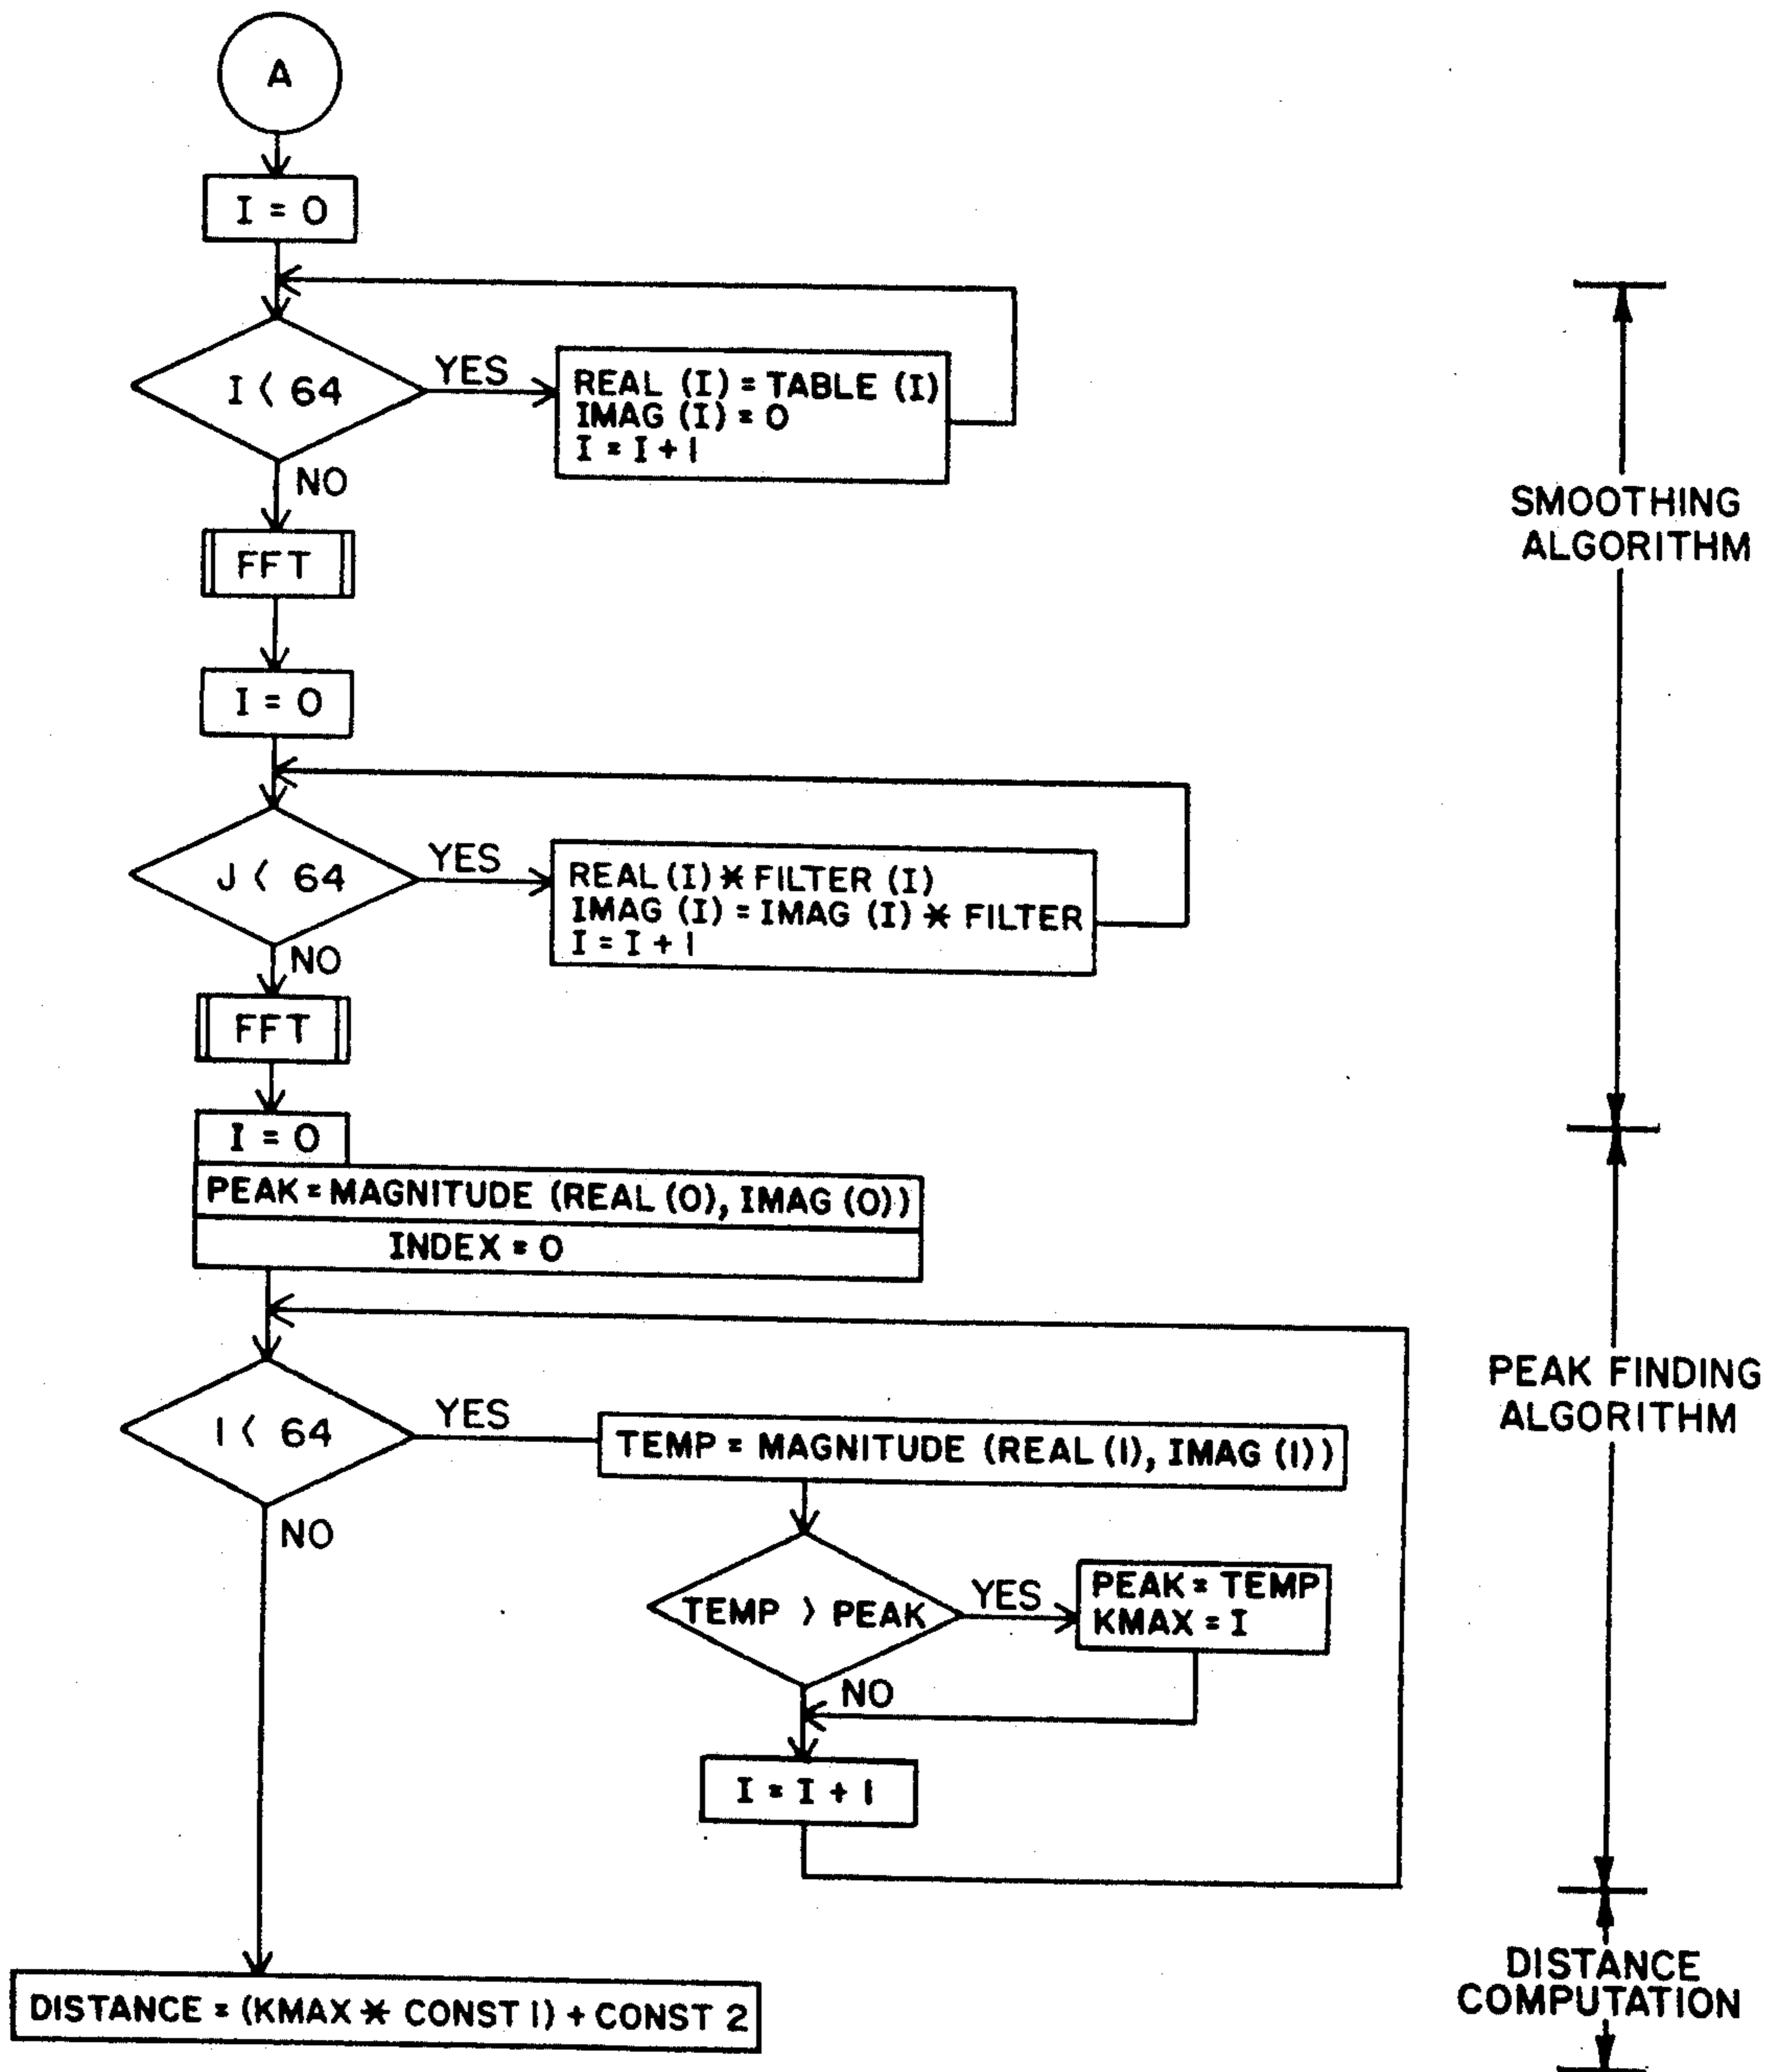 A
I = 0
I < 64
YES
REAL (I) = TABLE (I)
IMAG (I) = 0
I = I + 1
NO
FFT
SMOOTHING
ALGORITHM
I = 0
J < 64
YES
REAL (I) * FILTER (I)
IMAG (I) = IMAG (I) * FILTER
I = I + 1
NO
FFT
I = 0
PEAK = MAGNITUDE (REAL (0), IMAG (0))
INDEX = 0
I < 64
YES
TEMP = MAGNITUDE (REAL (I), IMAG (I))
PEAK FINDING
ALGORITHM
NO
TEMP > PEAK
YES
PEAK = TEMP
KMAX = I
NO
I = I + 1
DISTANCE = (KMAX * CONST 1) + CONST 2
DISTANCE
COMPUTATION